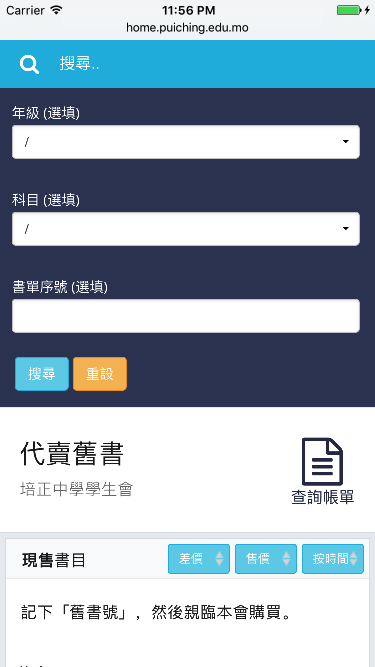 Carrier 11:56 PM
home.puiching.edu.mo
搜尋..
年級 (選填)
/
科目 (選填)
/
書單序號 (選填)
搜尋 重設
代賣舊書
培正中學學生會
查詢帳單
現售書目 差價 售價 按時間
記下「舊書號」，然後親臨本會購買。